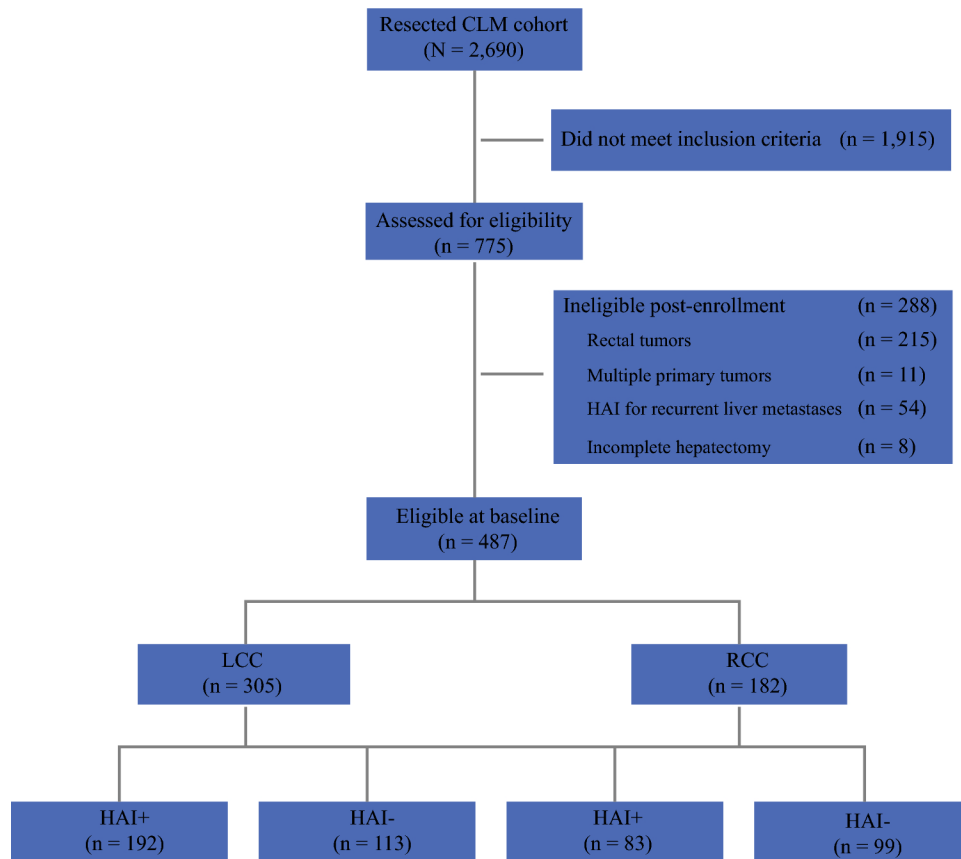 Resected CLM cohort
(N = 2,690)
Did not meet inclusion criteria (n = 1,915)
Assessed for eligibility
(n = 775)
Ineligible post-enrollment (n = 288)
Rectal tumors (n = 215)
Multiple primary tumors (n = 11)
HAI for recurrent liver metastases (n = 54)
Incomplete hepatectomy (n = 8)
Eligible at baseline
(n = 487)
LCC
(n = 305)
RCC
(n = 182)
HAI+
(n = 192)
HAI-
(n = 113)
HAI+
(n = 83)
HAI-
(n = 99)